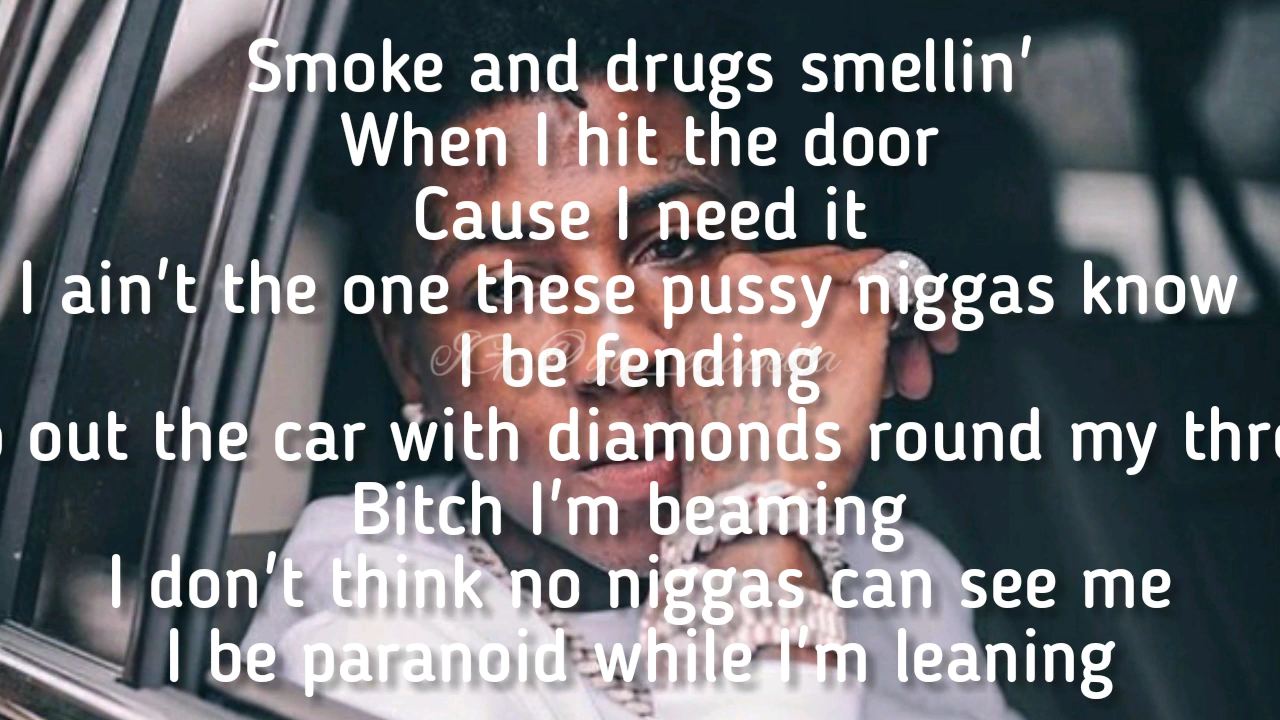 Smoke and drugs smellin'
When I hit the door
Cause I need it
I ain't the one these pussy niggas know
I be fending
out the car with diamonds round my
Bitch I'm beaming
I don't think no niggas can see me
I be paranoid while I'm leaning